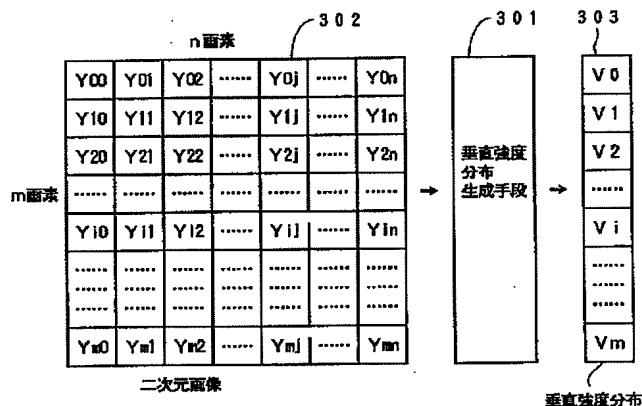 302
301
303
n画素
Y00 Y01 Y02 …… Y0j …… Y0n
Y10 Y11 Y12 …… Y1j …… Y1n
Y20 Y21 Y22 …… Y2j …… Y2n
…… …… …… …… …… …… ……
Yi0 Yi1 Yi2 …… Yij …… Yin
…… …… …… …… …… …… ……
…… …… …… …… …… …… ……
…… …… …… …… …… …… ……
Ym0 Ym1 Ym2 …… Ymj …… Ymn
m画素
二次元画像
→
垂直強度
分布
生成手段
→
V0
V1
V2
……
Vi
……
……
……
Vm
垂直強度分布